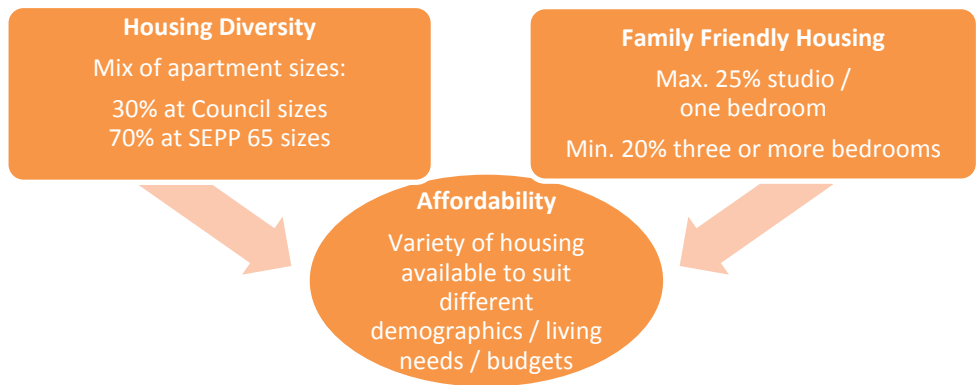 Housing Diversity
Mix of apartment sizes:
30% at Council sizes
70% at SEPP 65 sizes
Family Friendly Housing
Max. 25% studio /
one bedroom
Min. 20% three or more bedrooms
Affordability
Variety of housing
available to suit
different
demographics / living
needs / budgets